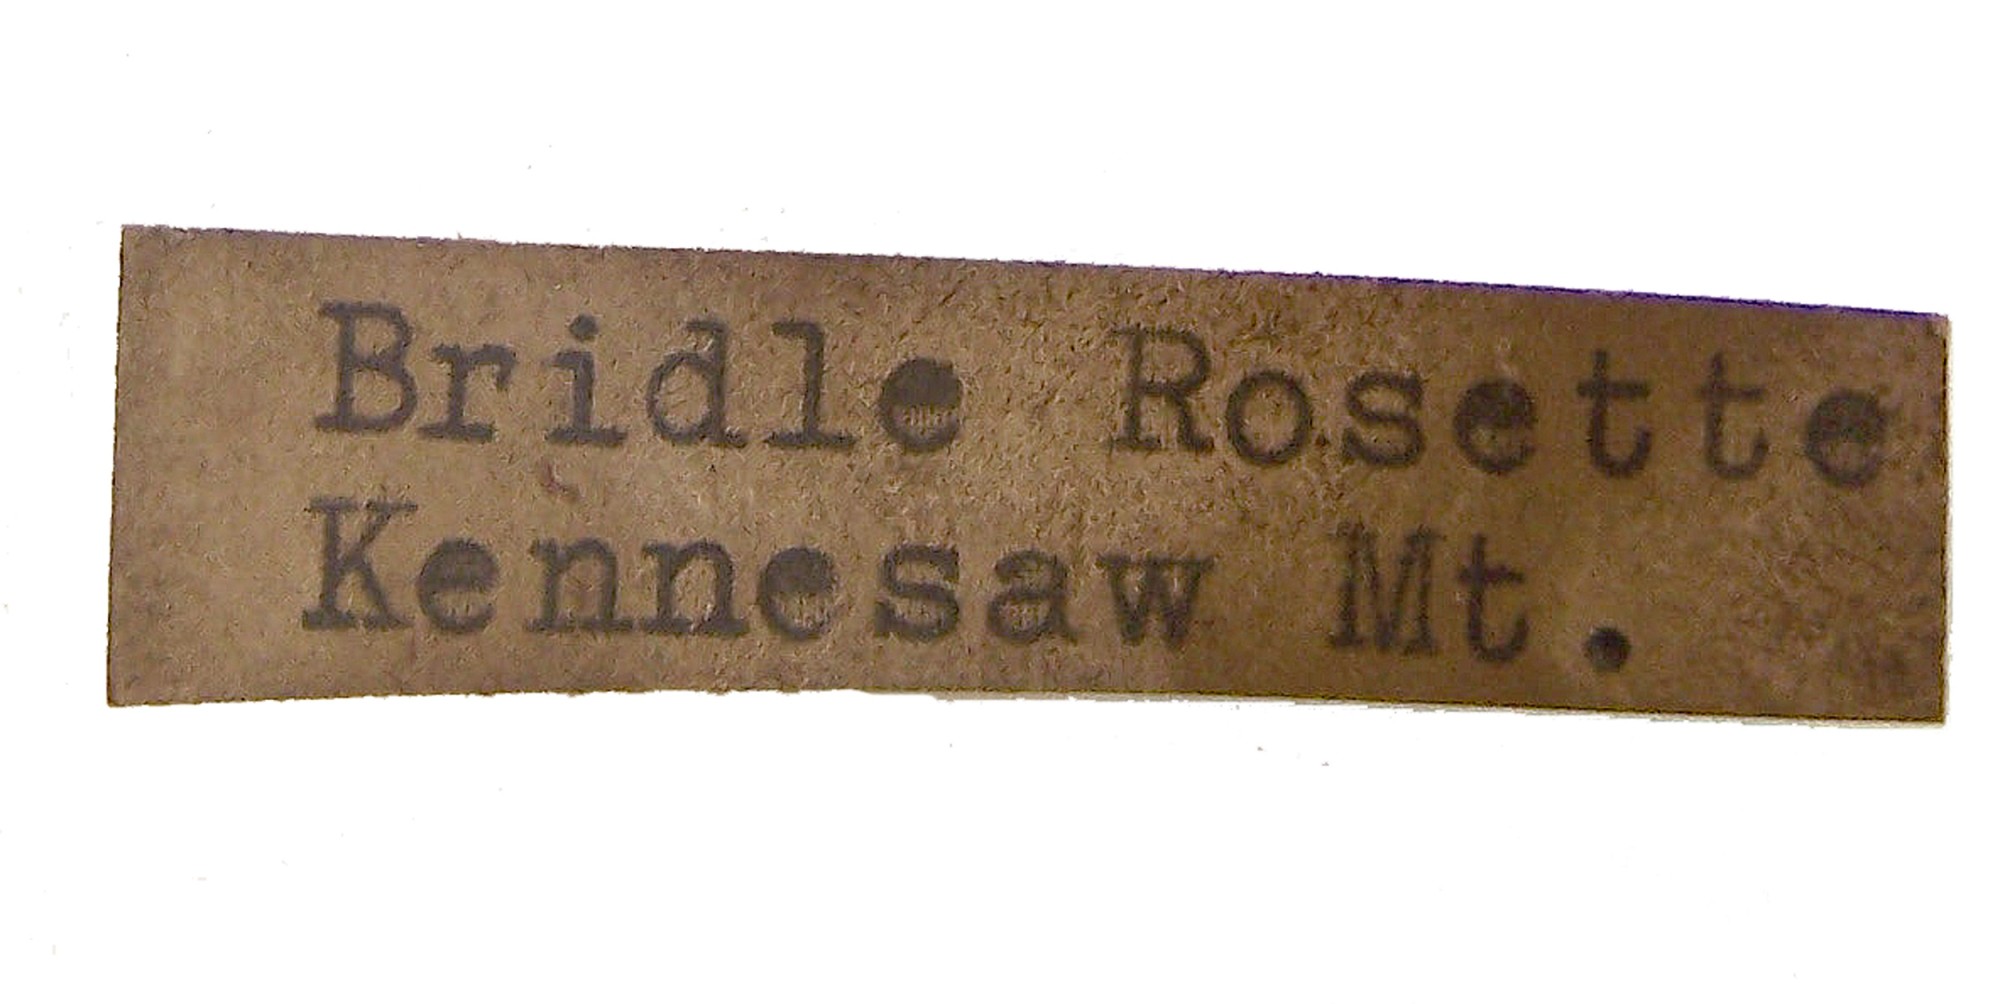 Bridle Rosette
Kennesaw Mt.